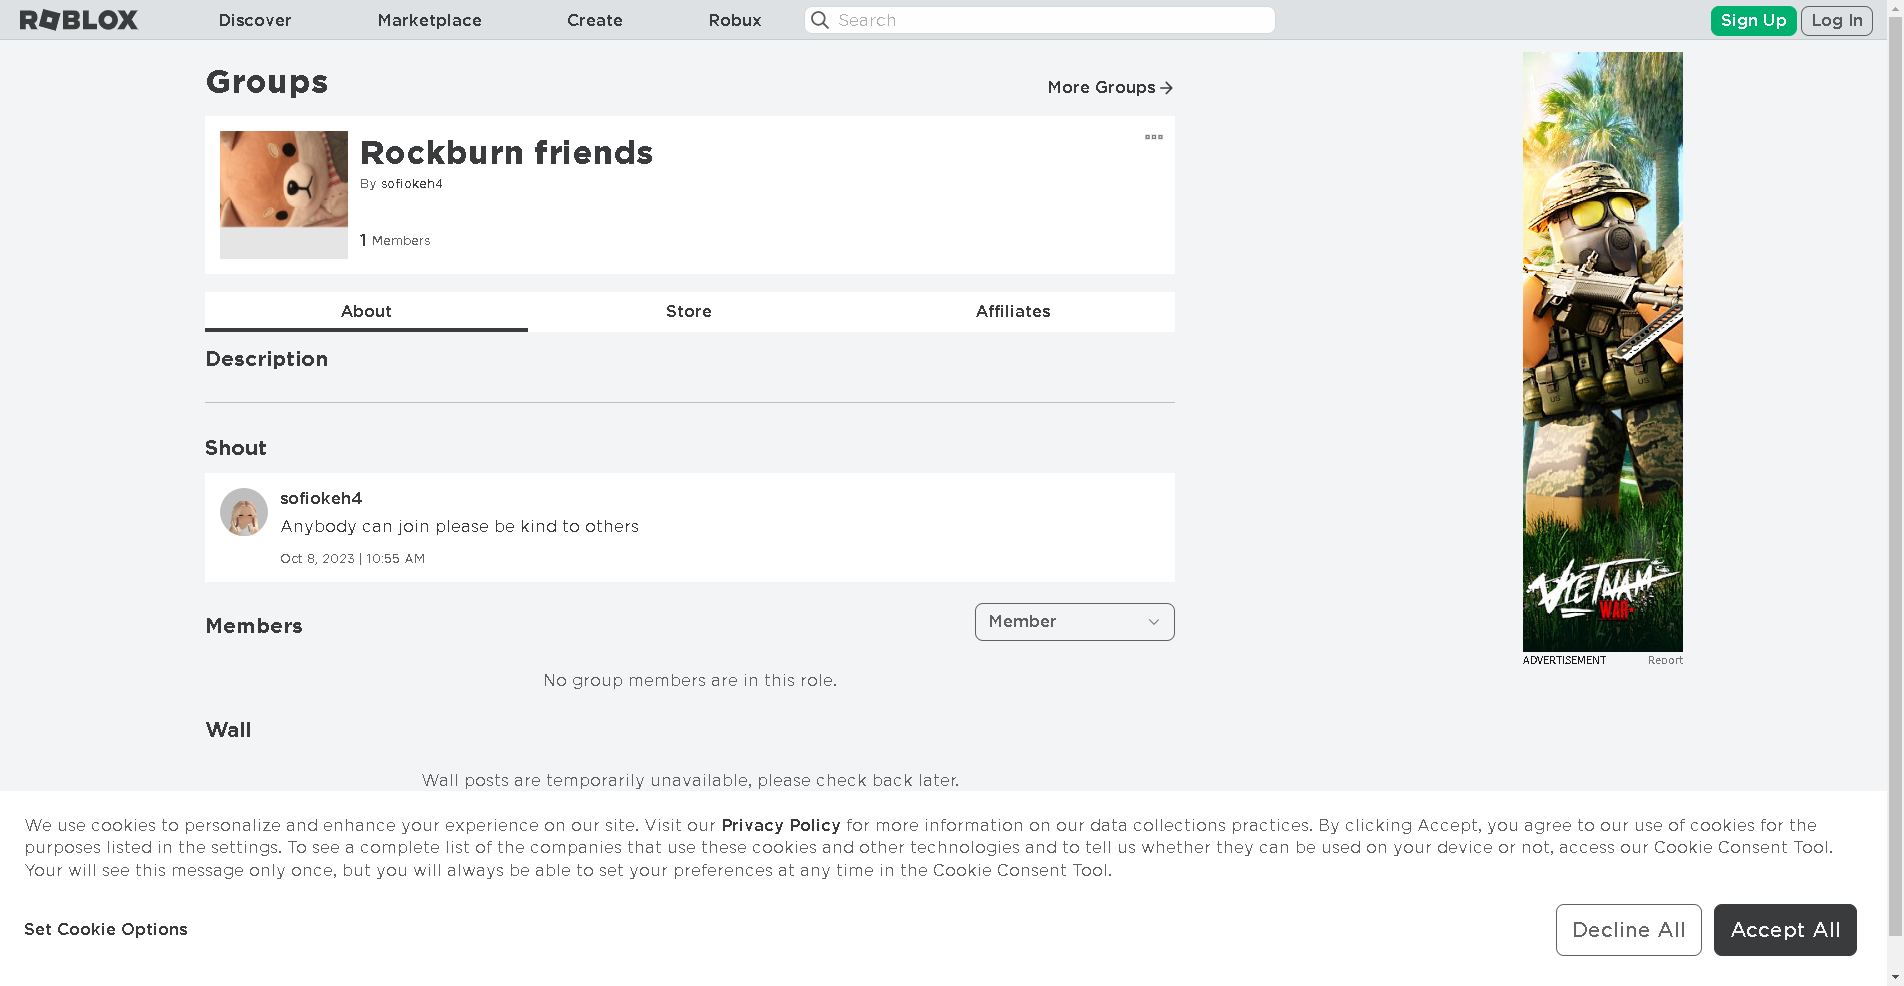 ROBLOX
Discover
Marketplace
Create
Robux
Search
Sign Up
Log In
Groups
More Groups
Rockburn friends
By sofiokeh4
1 Members
About
Store
Affiliates
Description
Shout
sofiokeh4
Anybody can join please be kind to others
Oct 8, 2023 | 10:55 AM
Members
Member
No group members are in this role.
Wall
Wall posts are temporarily unavailable, please check back later.
US
US
VIETNAM
WAR
ADVERTISEMENT
Report
We use cookies to personalize and enhance your experience on our site. Visit our Privacy Policy for more information on our data collections practices. By clicking Accept, you agree to our use of cookies for the
purposes listed in the settings. To see a complete list of the companies that use these cookies and other technologies and to tell us whether they can be used on your device or not, access our Cookie Consent Tool.
Your will see this message only once, but you will always be able to set your preferences at any time in the Cookie Consent Tool.
Set Cookie Options
Decline All
Accept All